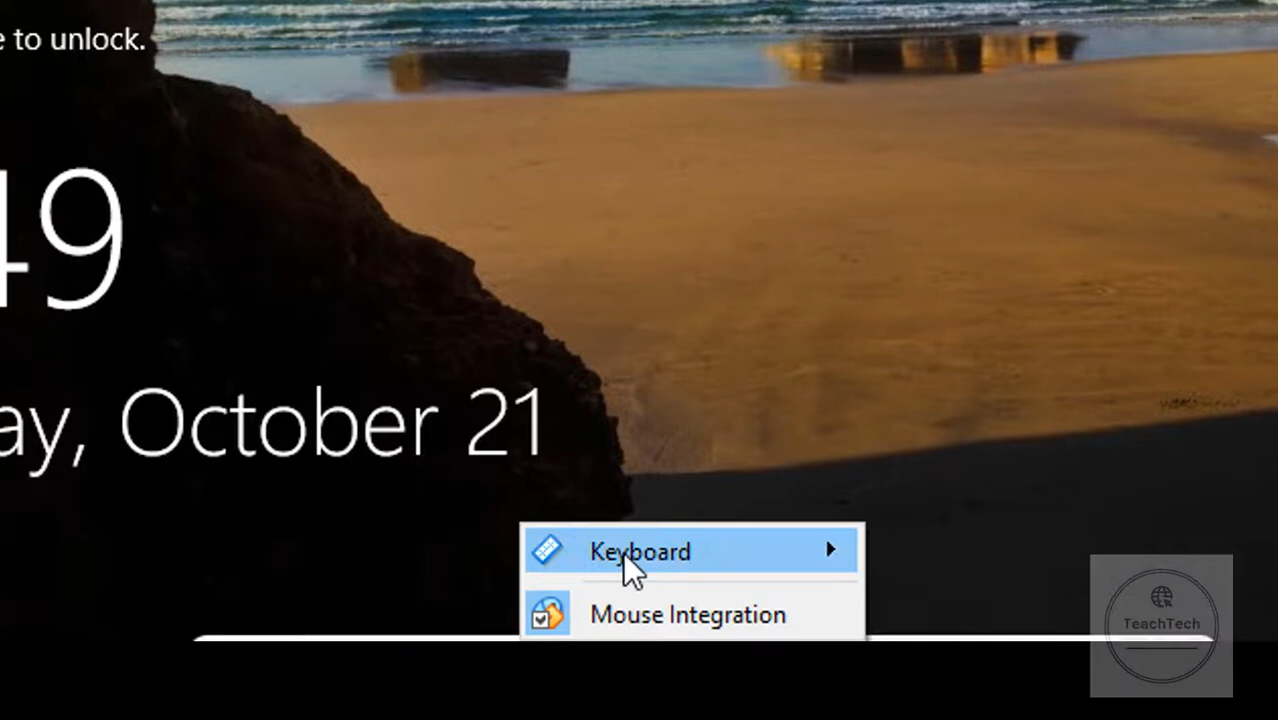 e to unlock.
49
ay, October 21
Keyboard
Mouse Integration
TeachTech